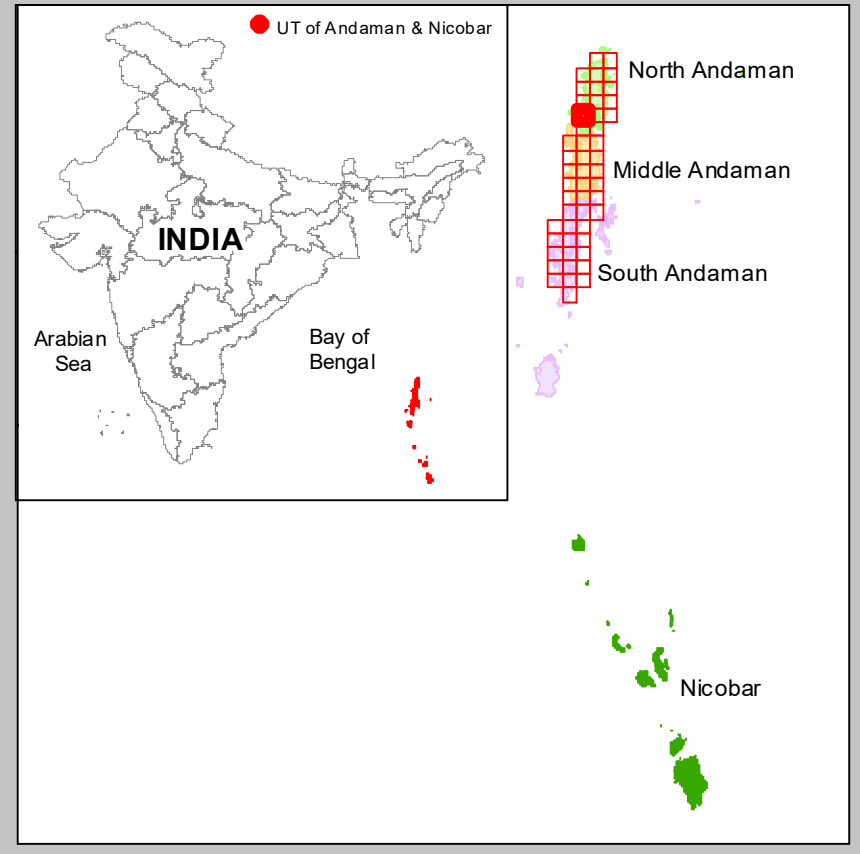 UT of Andaman & Nicobar
North Andaman
Middle Andaman
INDIA
South Andaman
Arabian
Sea
Bay of
Bengal
Nicobar